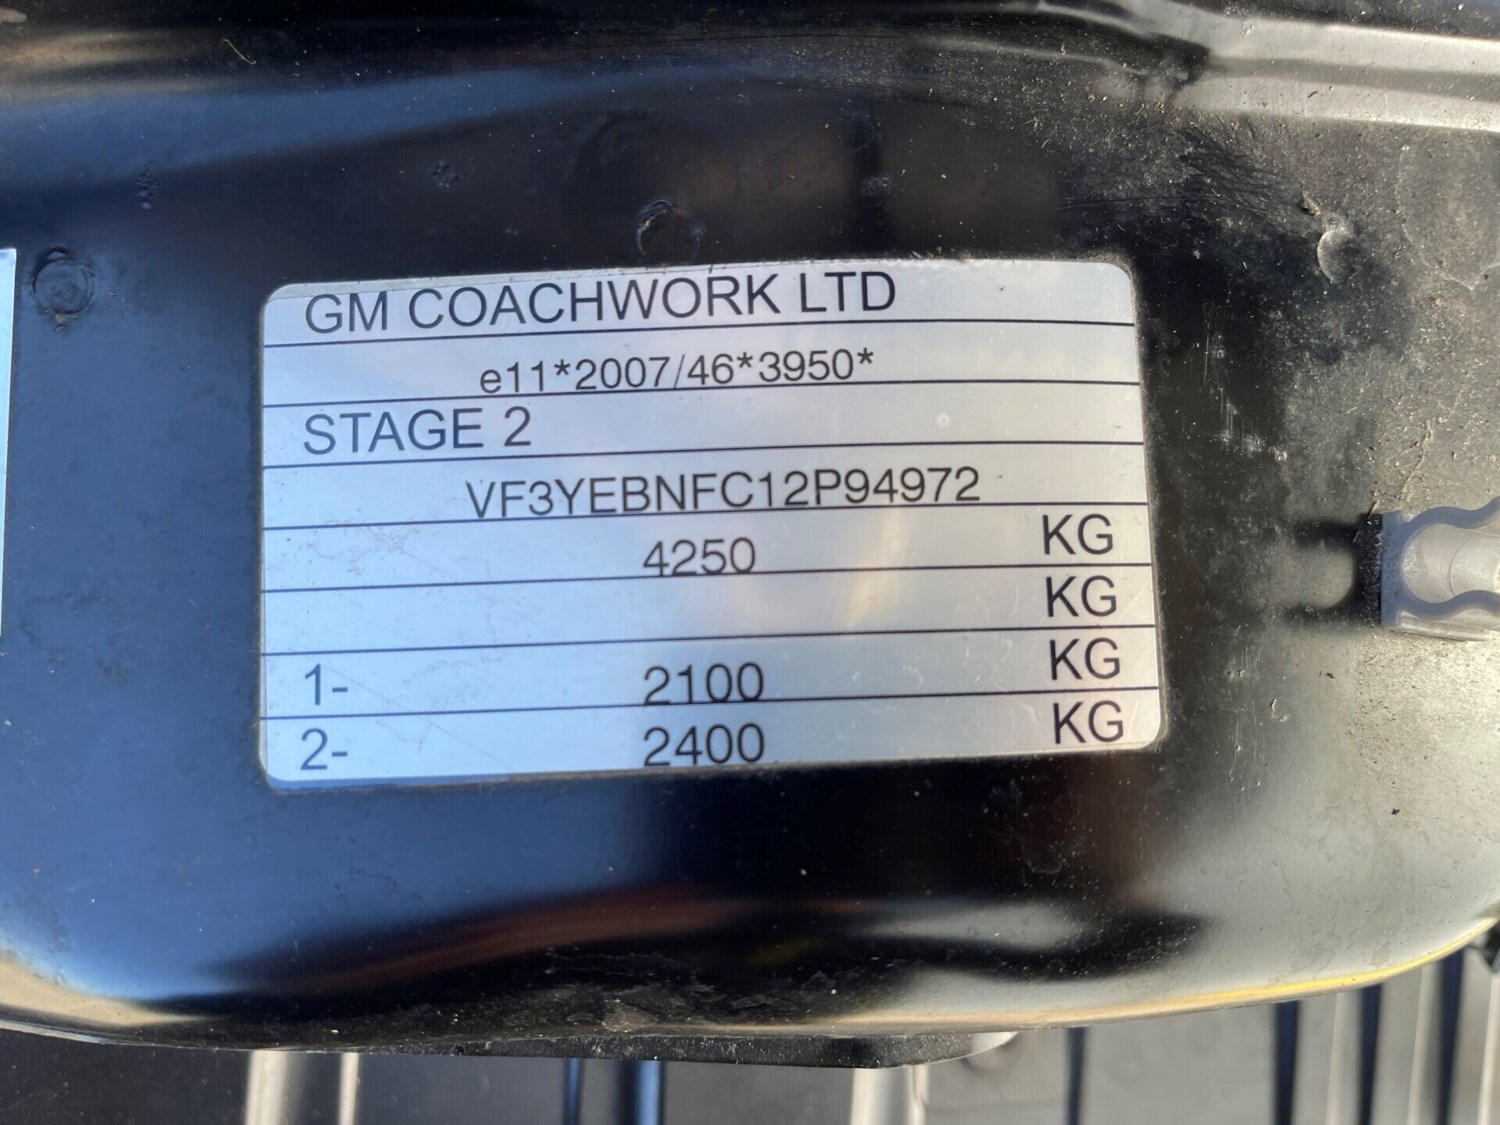 GM COACHWORK LTD
e11*2007/46*3950*
STAGE 2
VF3YEBNFC12P94972
4250 KG
KG
1- 2100 KG
2- 2400 KG